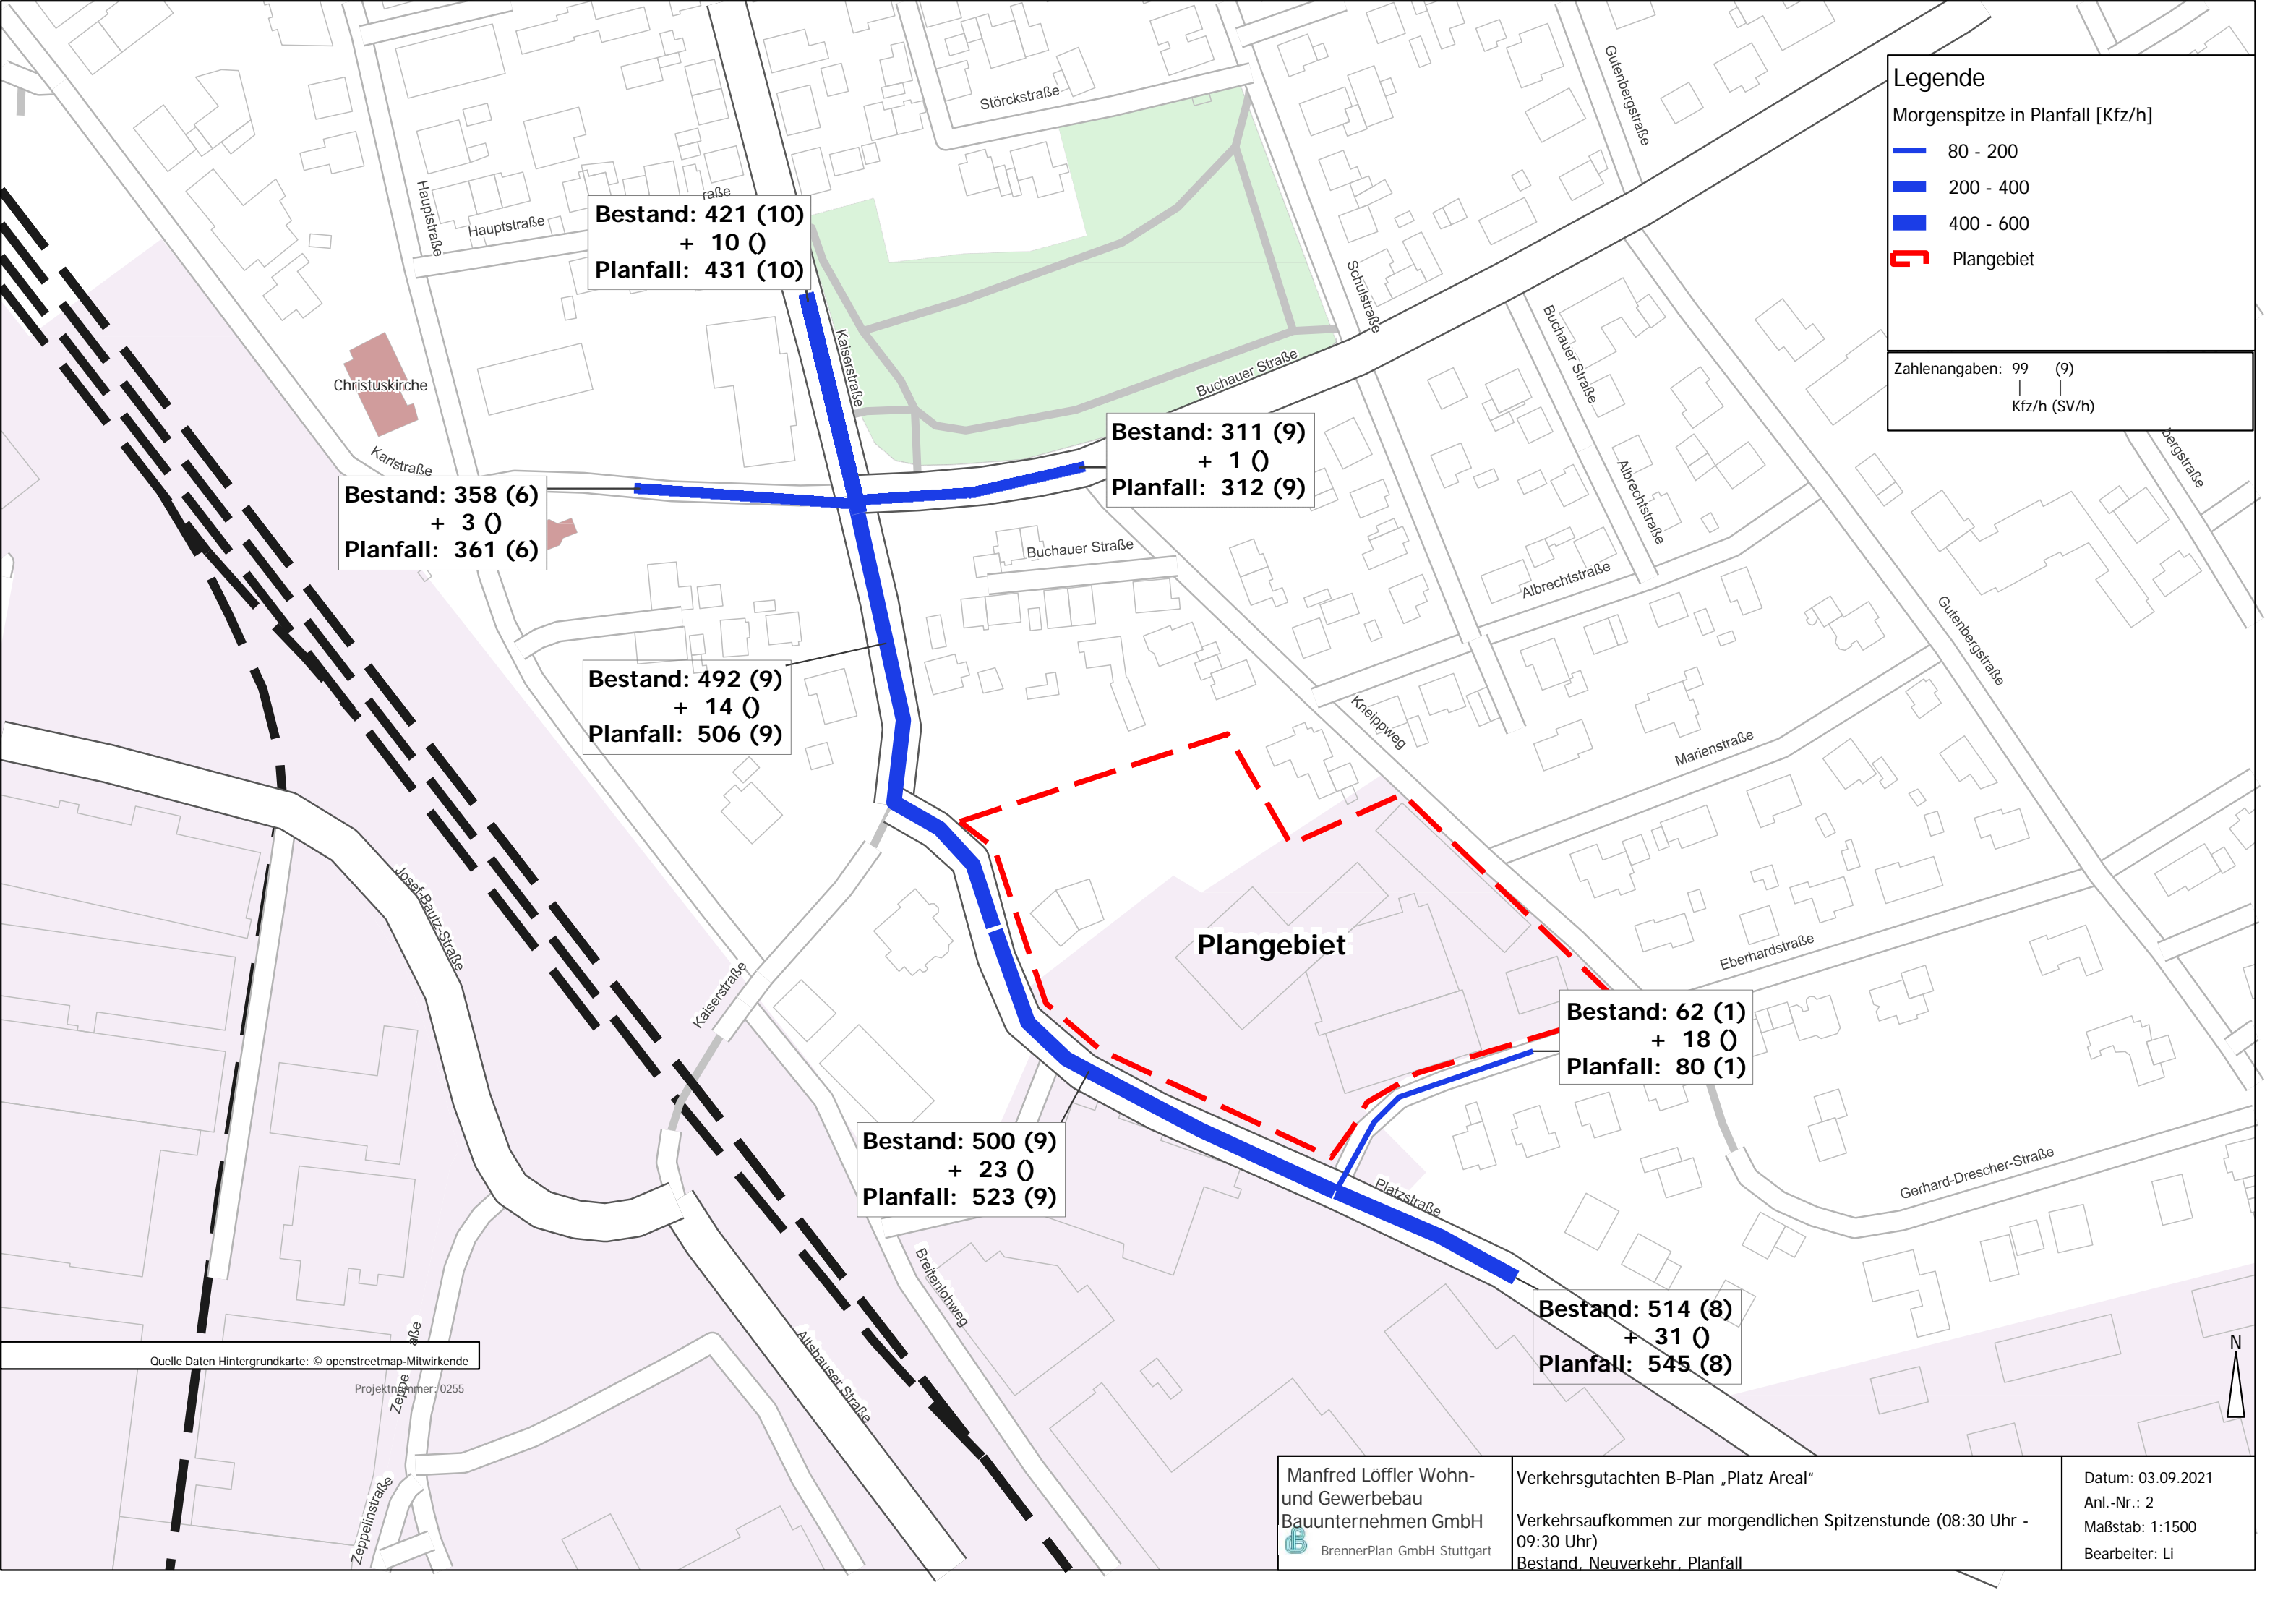 Legende
Morgenspitze in Planfall [Kfz/h]
80 - 200
200 - 400
400 - 600
Plangebiet
Zahlenangaben: 99 (9)
Kfz/h (SV/h)
Störckstraße
Gutenbergstraße
Hauptstraße
Hauptstraße
raße
Bestand: 421 (10)
+ 10 ()
Planfall: 431 (10)
Kaiserstraße
Schulstraße
Buchauer Straße
Buchauer Straße
Christuskirche
Karlstraße
Bestand: 311 (9)
+ 1 ()
Planfall: 312 (9)
bergstraße
Bestand: 358 (6)
+ 3 ()
Planfall: 361 (6)
Albrechtstraße
Buchauer Straße
Albrechtstraße
Gutenbergstraße
Bestand: 492 (9)
+ 14 ()
Planfall: 506 (9)
Kneippweg
Marienstraße
Josef-Bautz-Straße
Plangebiet
Eberhardstraße
Kaiserstraße
Bestand: 62 (1)
+ 18 ()
Planfall: 80 (1)
Bestand: 500 (9)
+ 23 ()
Planfall: 523 (9)
Platzstraße
Gerhard-Drescher-Straße
Breitenlohweg
Bestand: 514 (8)
+ 31 ()
Planfall: 545 (8)
Altshauser Straße
Zeppe aße
Quelle Daten Hintergrundkarte: © openstreetmap-Mitwirkende
Projektnummer: 0255
Zeppelinstraße
N
Manfred Löffler Wohn-
und Gewerbebau
Bauunternehmen GmbH
BrennerPlan GmbH Stuttgart
Verkehrsgutachten B-Plan „Platz Areal“
Verkehrsaufkommen zur morgendlichen Spitzenstunde (08:30 Uhr -
09:30 Uhr)
Bestand, Neuverkehr, Planfall
Datum: 03.09.2021
Anl.-Nr.: 2
Maßstab: 1:1500
Bearbeiter: Li